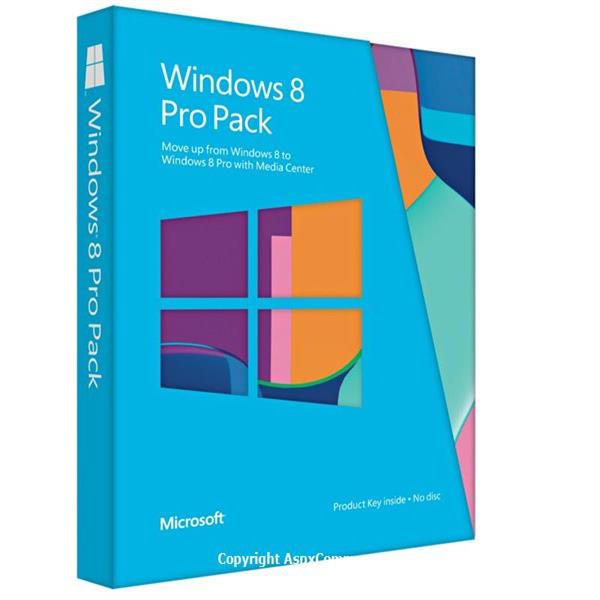 Windows 8
Pro Pack
Move up from Windows 8 to
Windows 8 Pro with Media Center
Windows 8 Pro Pack
Product Key inside • No disc
Microsoft
Copyright